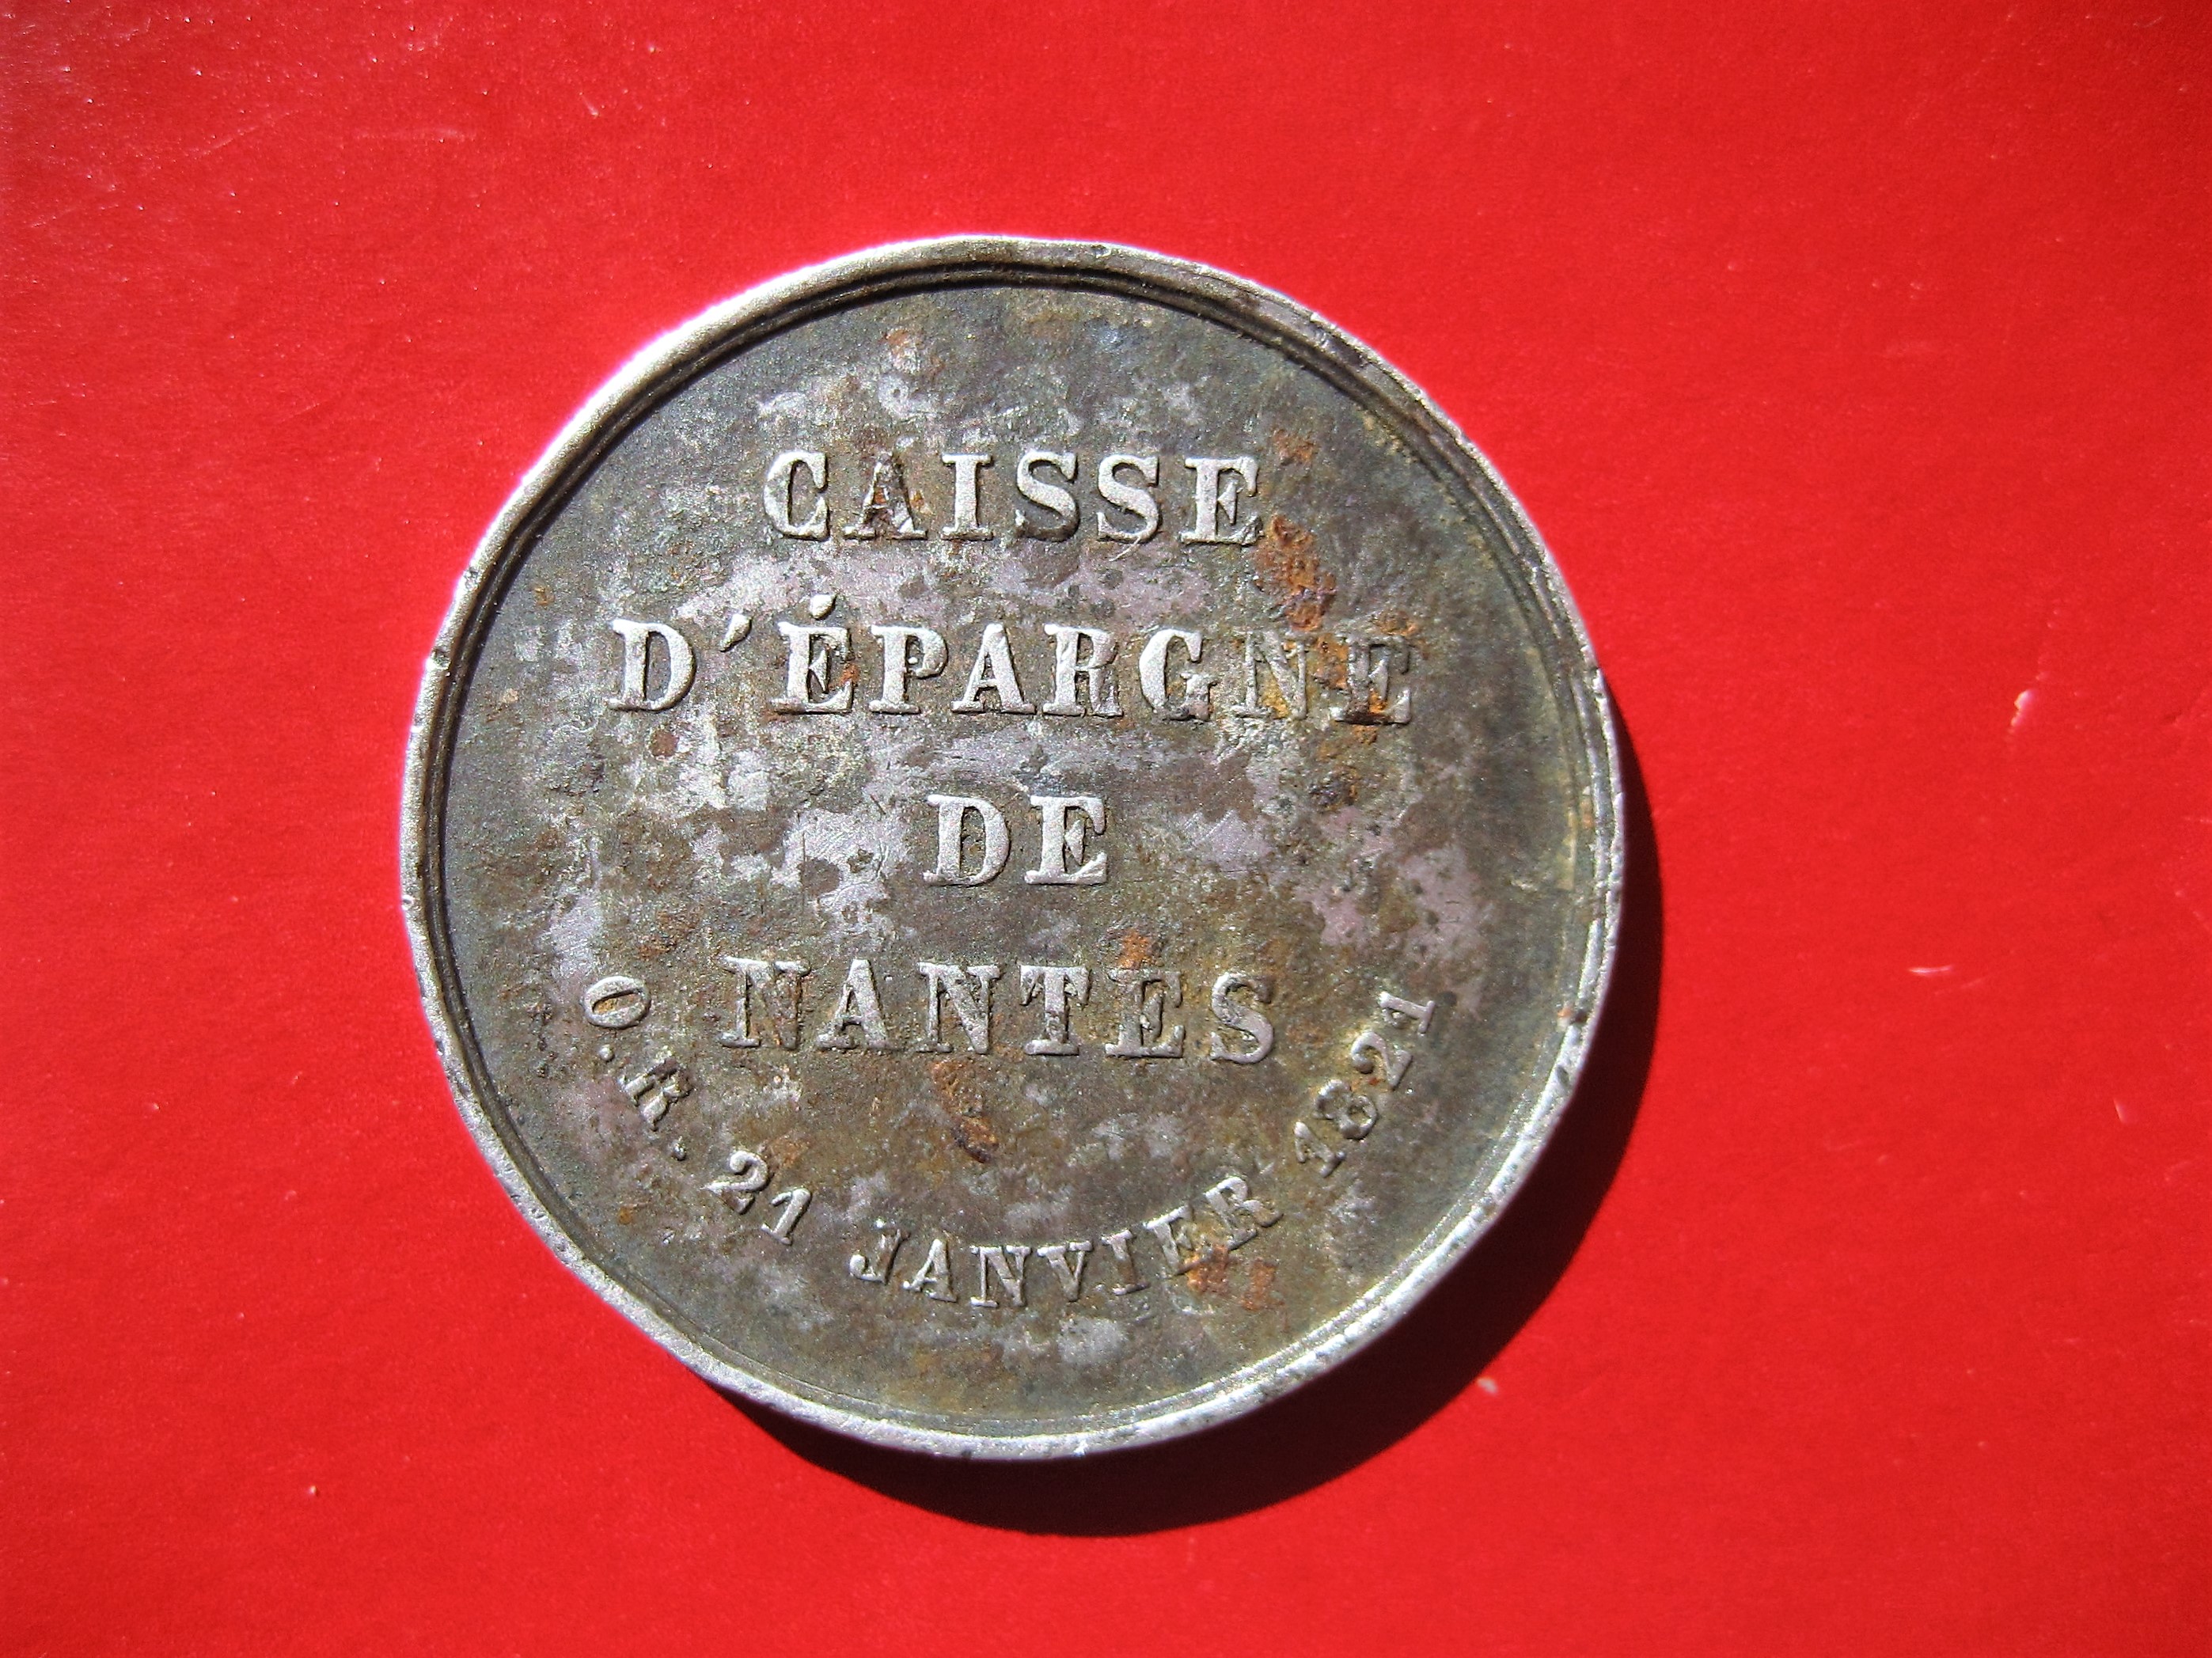 CAISSE
D'ÉPARGNE
DE
NANTES
O.R. 21 JANVIER 1821